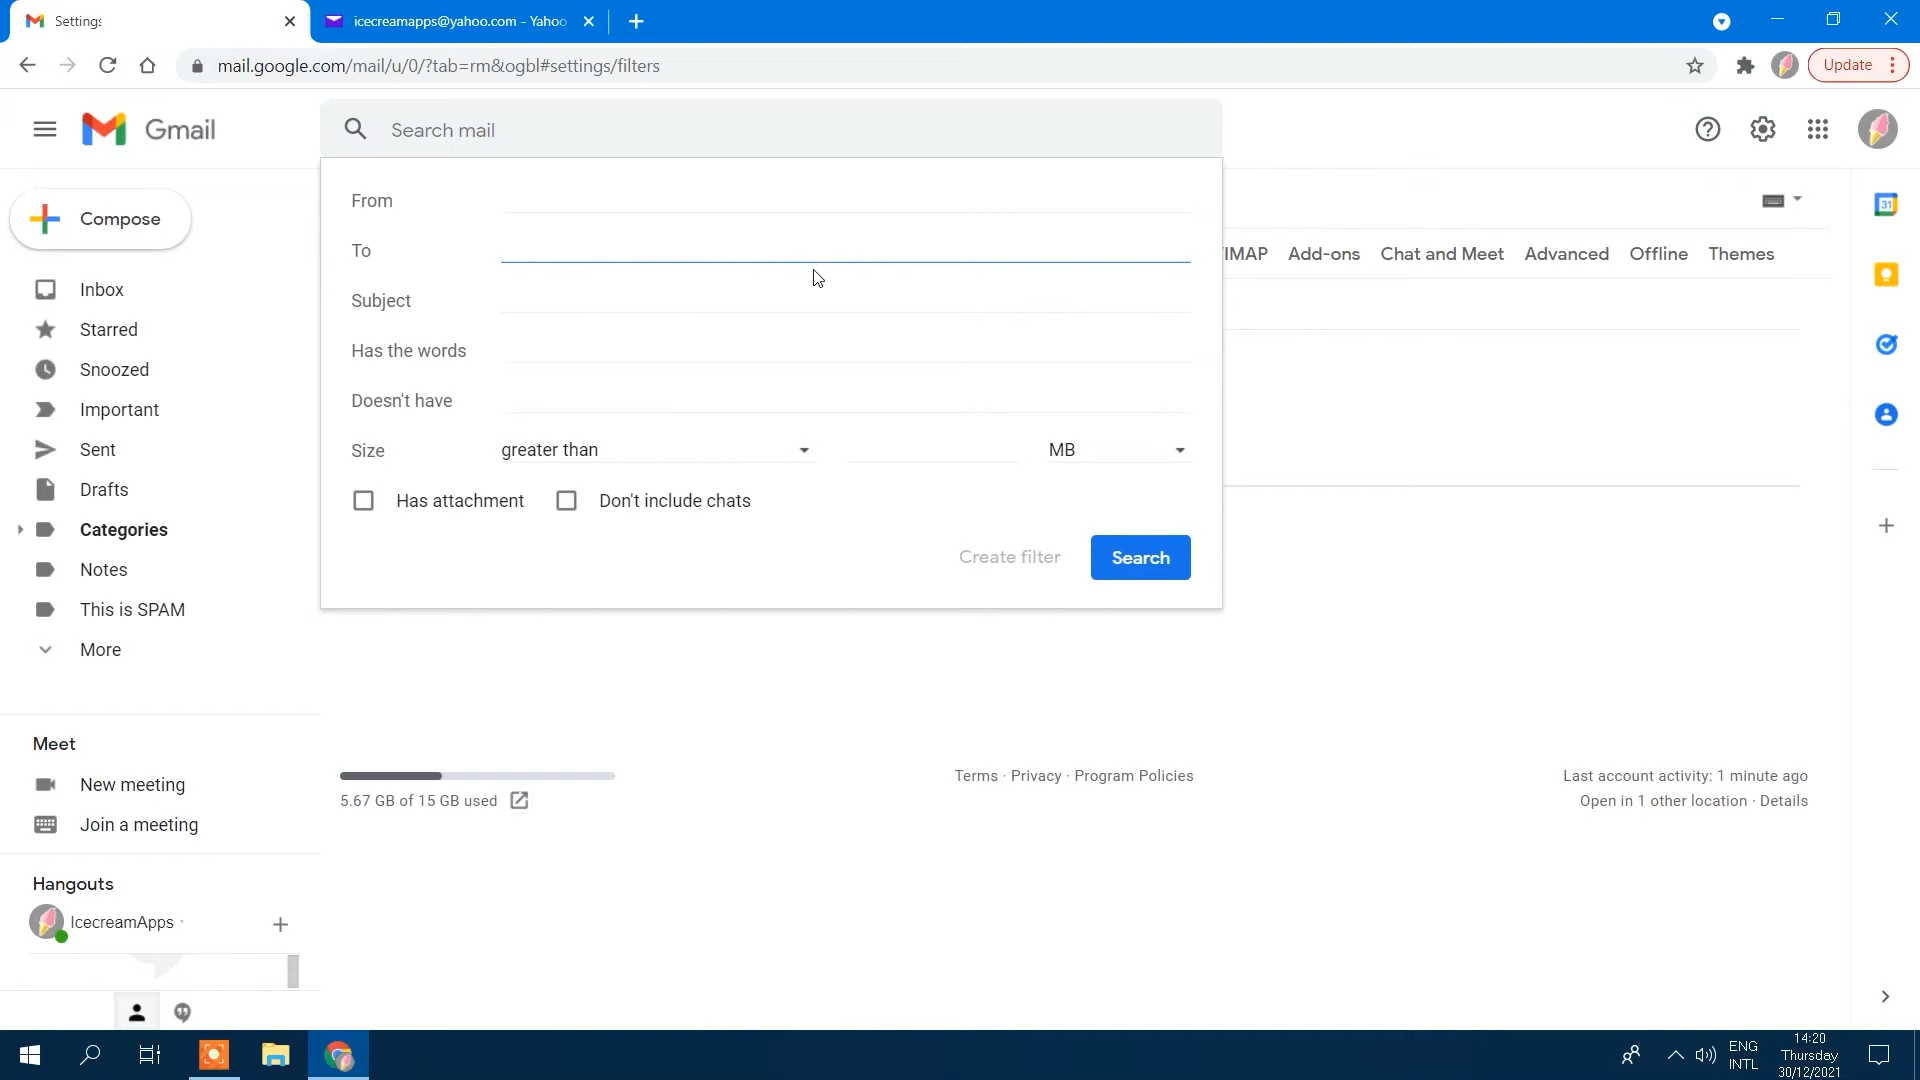 Settings
icecreamapps@yahoo.com - Yahoo
mail.google.com/mail/u/0/?tab=rm&ogbl#settings/filters
Update
Gmail
Search mail
Compose
Inbox
Starred
Snoozed
Important
Sent
Drafts
Categories
Notes
This is SPAM
More
Meet
New meeting
Join a meeting
Hangouts
IcecreamApps
From
To
Subject
Has the words
Doesn't have
Size greater than MB
Has attachment Don't include chats
Create filter Search
/IMAP Add-ons Chat and Meet Advanced Offline Themes
31
5.67 GB of 15 GB used
Terms · Privacy · Program Policies
Last account activity: 1 minute ago
Open in 1 other location · Details
ENG
INTL
14:20
Thursday
30/12/2021